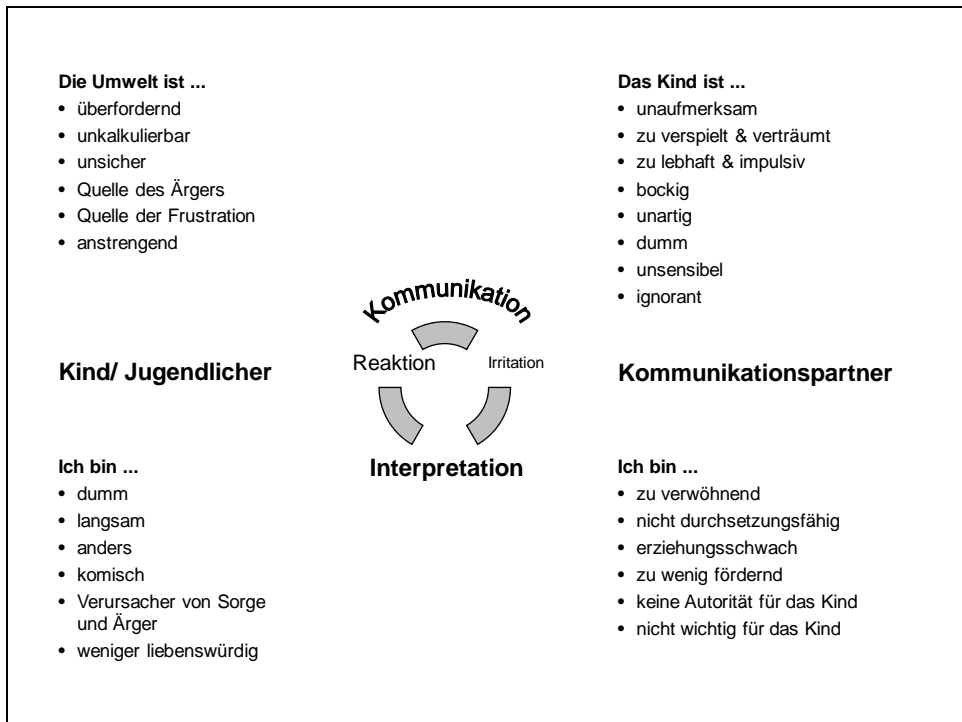 Die Umwelt ist ...
• überfordernd
• unkalkulierbar
• unsicher
• Quelle des Ärgers
• Quelle der Frustration
• anstrengend
Das Kind ist ...
• unaufmerksam
• zu verspielt & verträumt
• zu lebhaft & impulsiv
• bockig
• unartig
• dumm
• unsensibel
• ignorant
Kommunikation
Kind/ Jugendlicher
Reaktion
Irritation
Kommunikationspartner
Interpretation
Ich bin ...
• dumm
• langsam
• anders
• komisch
• Verursacher von Sorge
und Ärger
• weniger liebenswürdig
Ich bin ...
• zu verwöhnend
• nicht durchsetzungsfähig
• erziehungsschwach
• zu wenig fördernd
• keine Autorität für das Kind
• nicht wichtig für das Kind